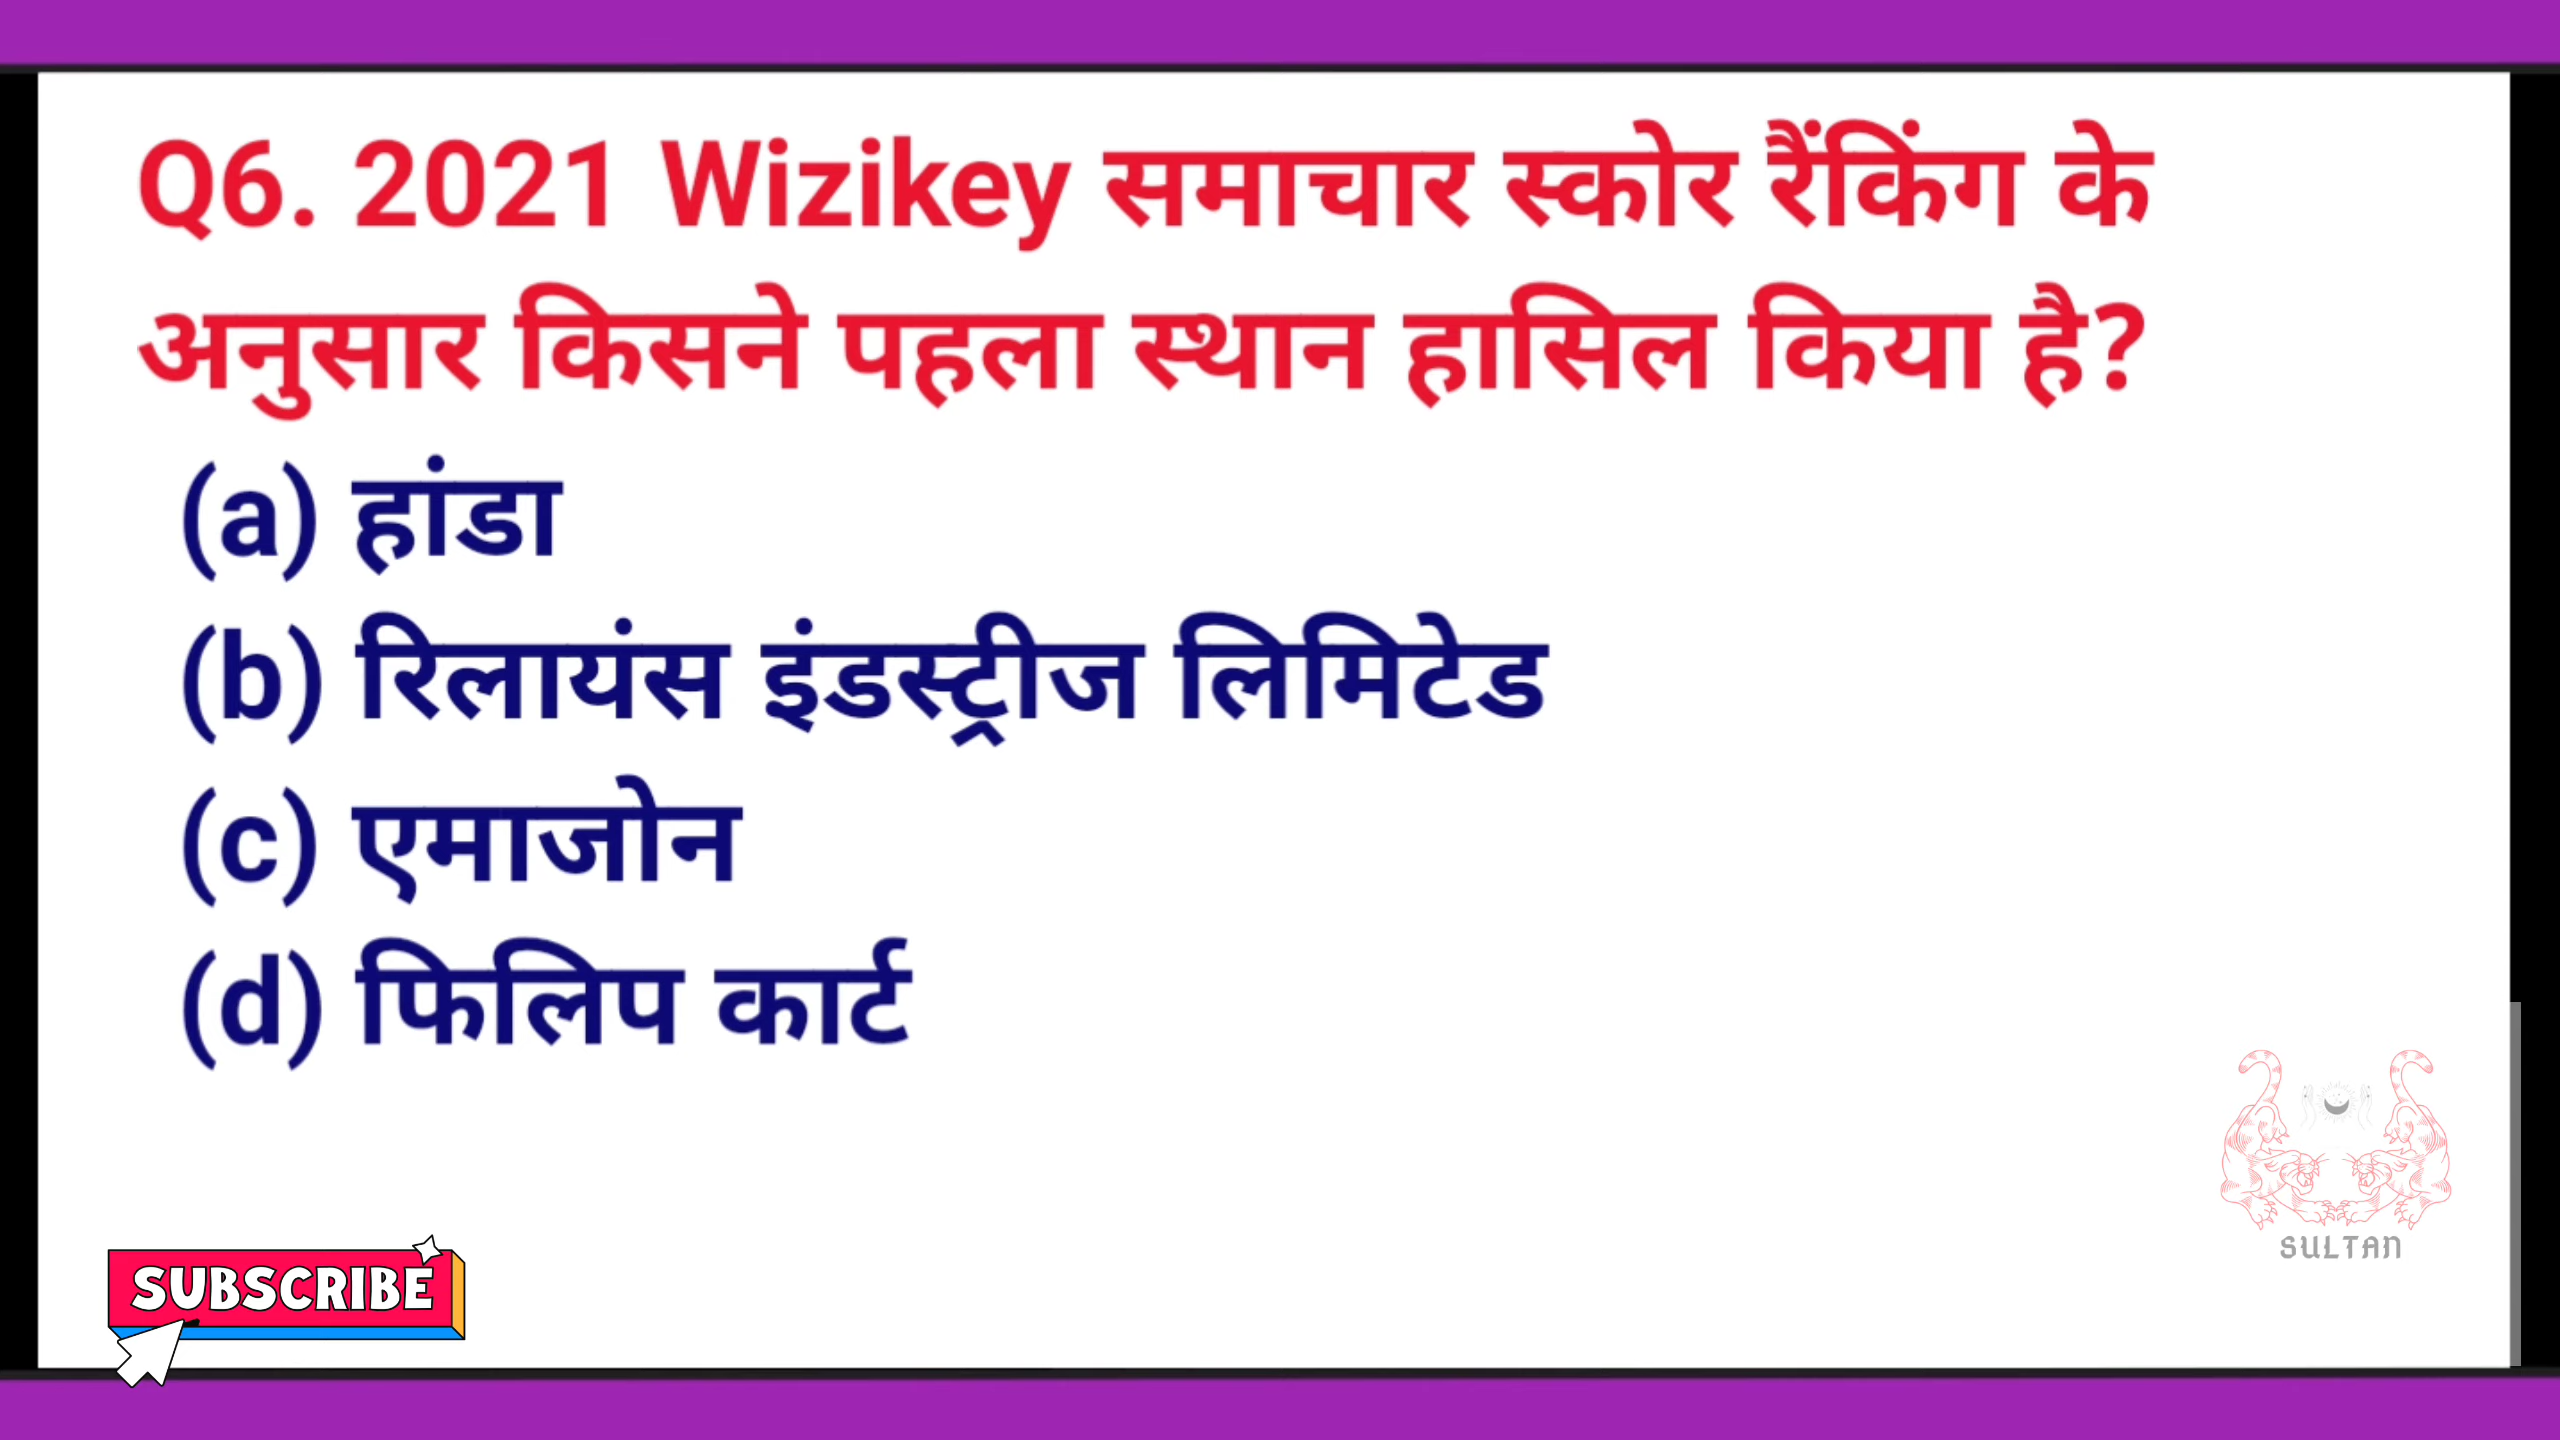 Q6. 2021 Wizikey समाचार स्कोर रैंकिंग के
अनुसार किसने पहला स्थान हासिल किया है?
(a) हांडा
(b) रिलायंस इंडस्ट्रीज लिमिटेड
(c) एमाजोन
(d) फिलिप कार्ट
SULTAN
SUBSCRIBE